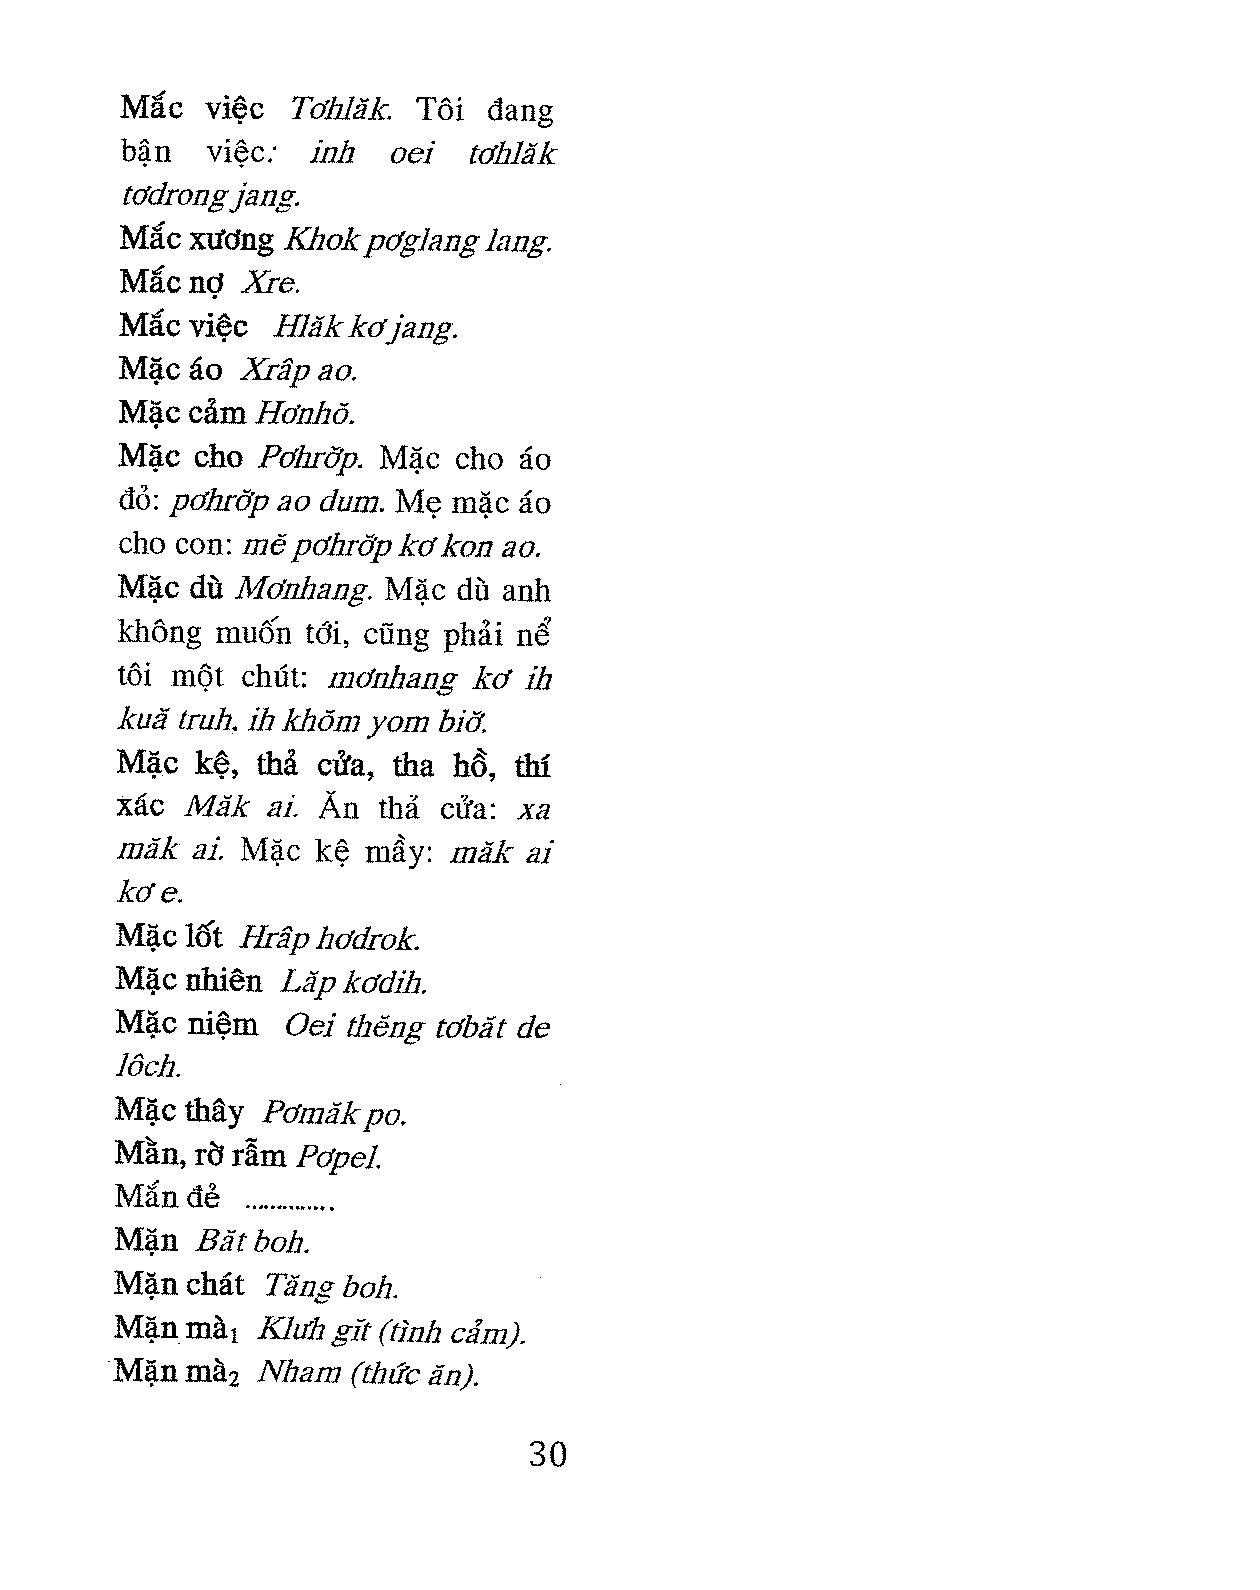 Mắc việc Tơhlăk. Tôi đang
bận việc: inh oei tơhlăk
tơdrong jang.
Mắc xương Khok pơglang lang.
Mắc nợ Xre.
Mắc việc Hlăk kơ jang.
Mặc áo Xrâp ao.
Mặc cảm Hơnhŏ.
Mặc cho Pơhrơ̆p. Mặc cho áo
đỏ: pơhrơ̆p ao dum. Mẹ mặc áo
cho con: mĕ pơhrơ̆p kơ kon ao.
Mặc dù Mơnhang. Mặc dù anh
không muốn tới, cũng phải nể
tôi một chút: mơnhang kơ ih
kuă truh. ih khŏm yom biơ̆.
Mặc kệ, thả cửa, tha hồ, thí
xác Măk ai. Ăn thả cửa: xa
măk ai. Mặc kệ mầy: măk ai
kơ e.
Mặc lốt Hrâp hơdrok.
Mặc nhiên Lăp kơdih.
Mặc niệm Oei thĕng tơbăt de
lôch.
Mặc thây Pơmăk po.
Mằn, rờ rẫm Pơpel.
Mắn đẻ ..............
Mặn Băt boh.
Mặn chát Tăng boh.
Mặn mà₁ Klưh gĭt (tình cảm).
Mặn mà₂ Nham (thức ăn).
30